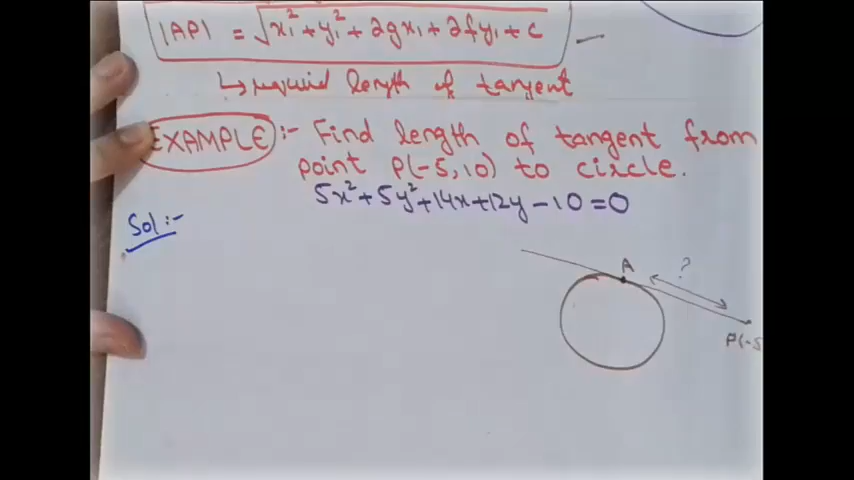 |AP| = √x₁² + y₁² + 2gx₁ + 2fy₁ + c
↳ required length of tangent
EXAMPLE :- Find length of tangent from
point P(-5,10) to circle.
5x² + 5y² + 14x + 12y - 10 = 0
Sol :-
A
?
P(-5